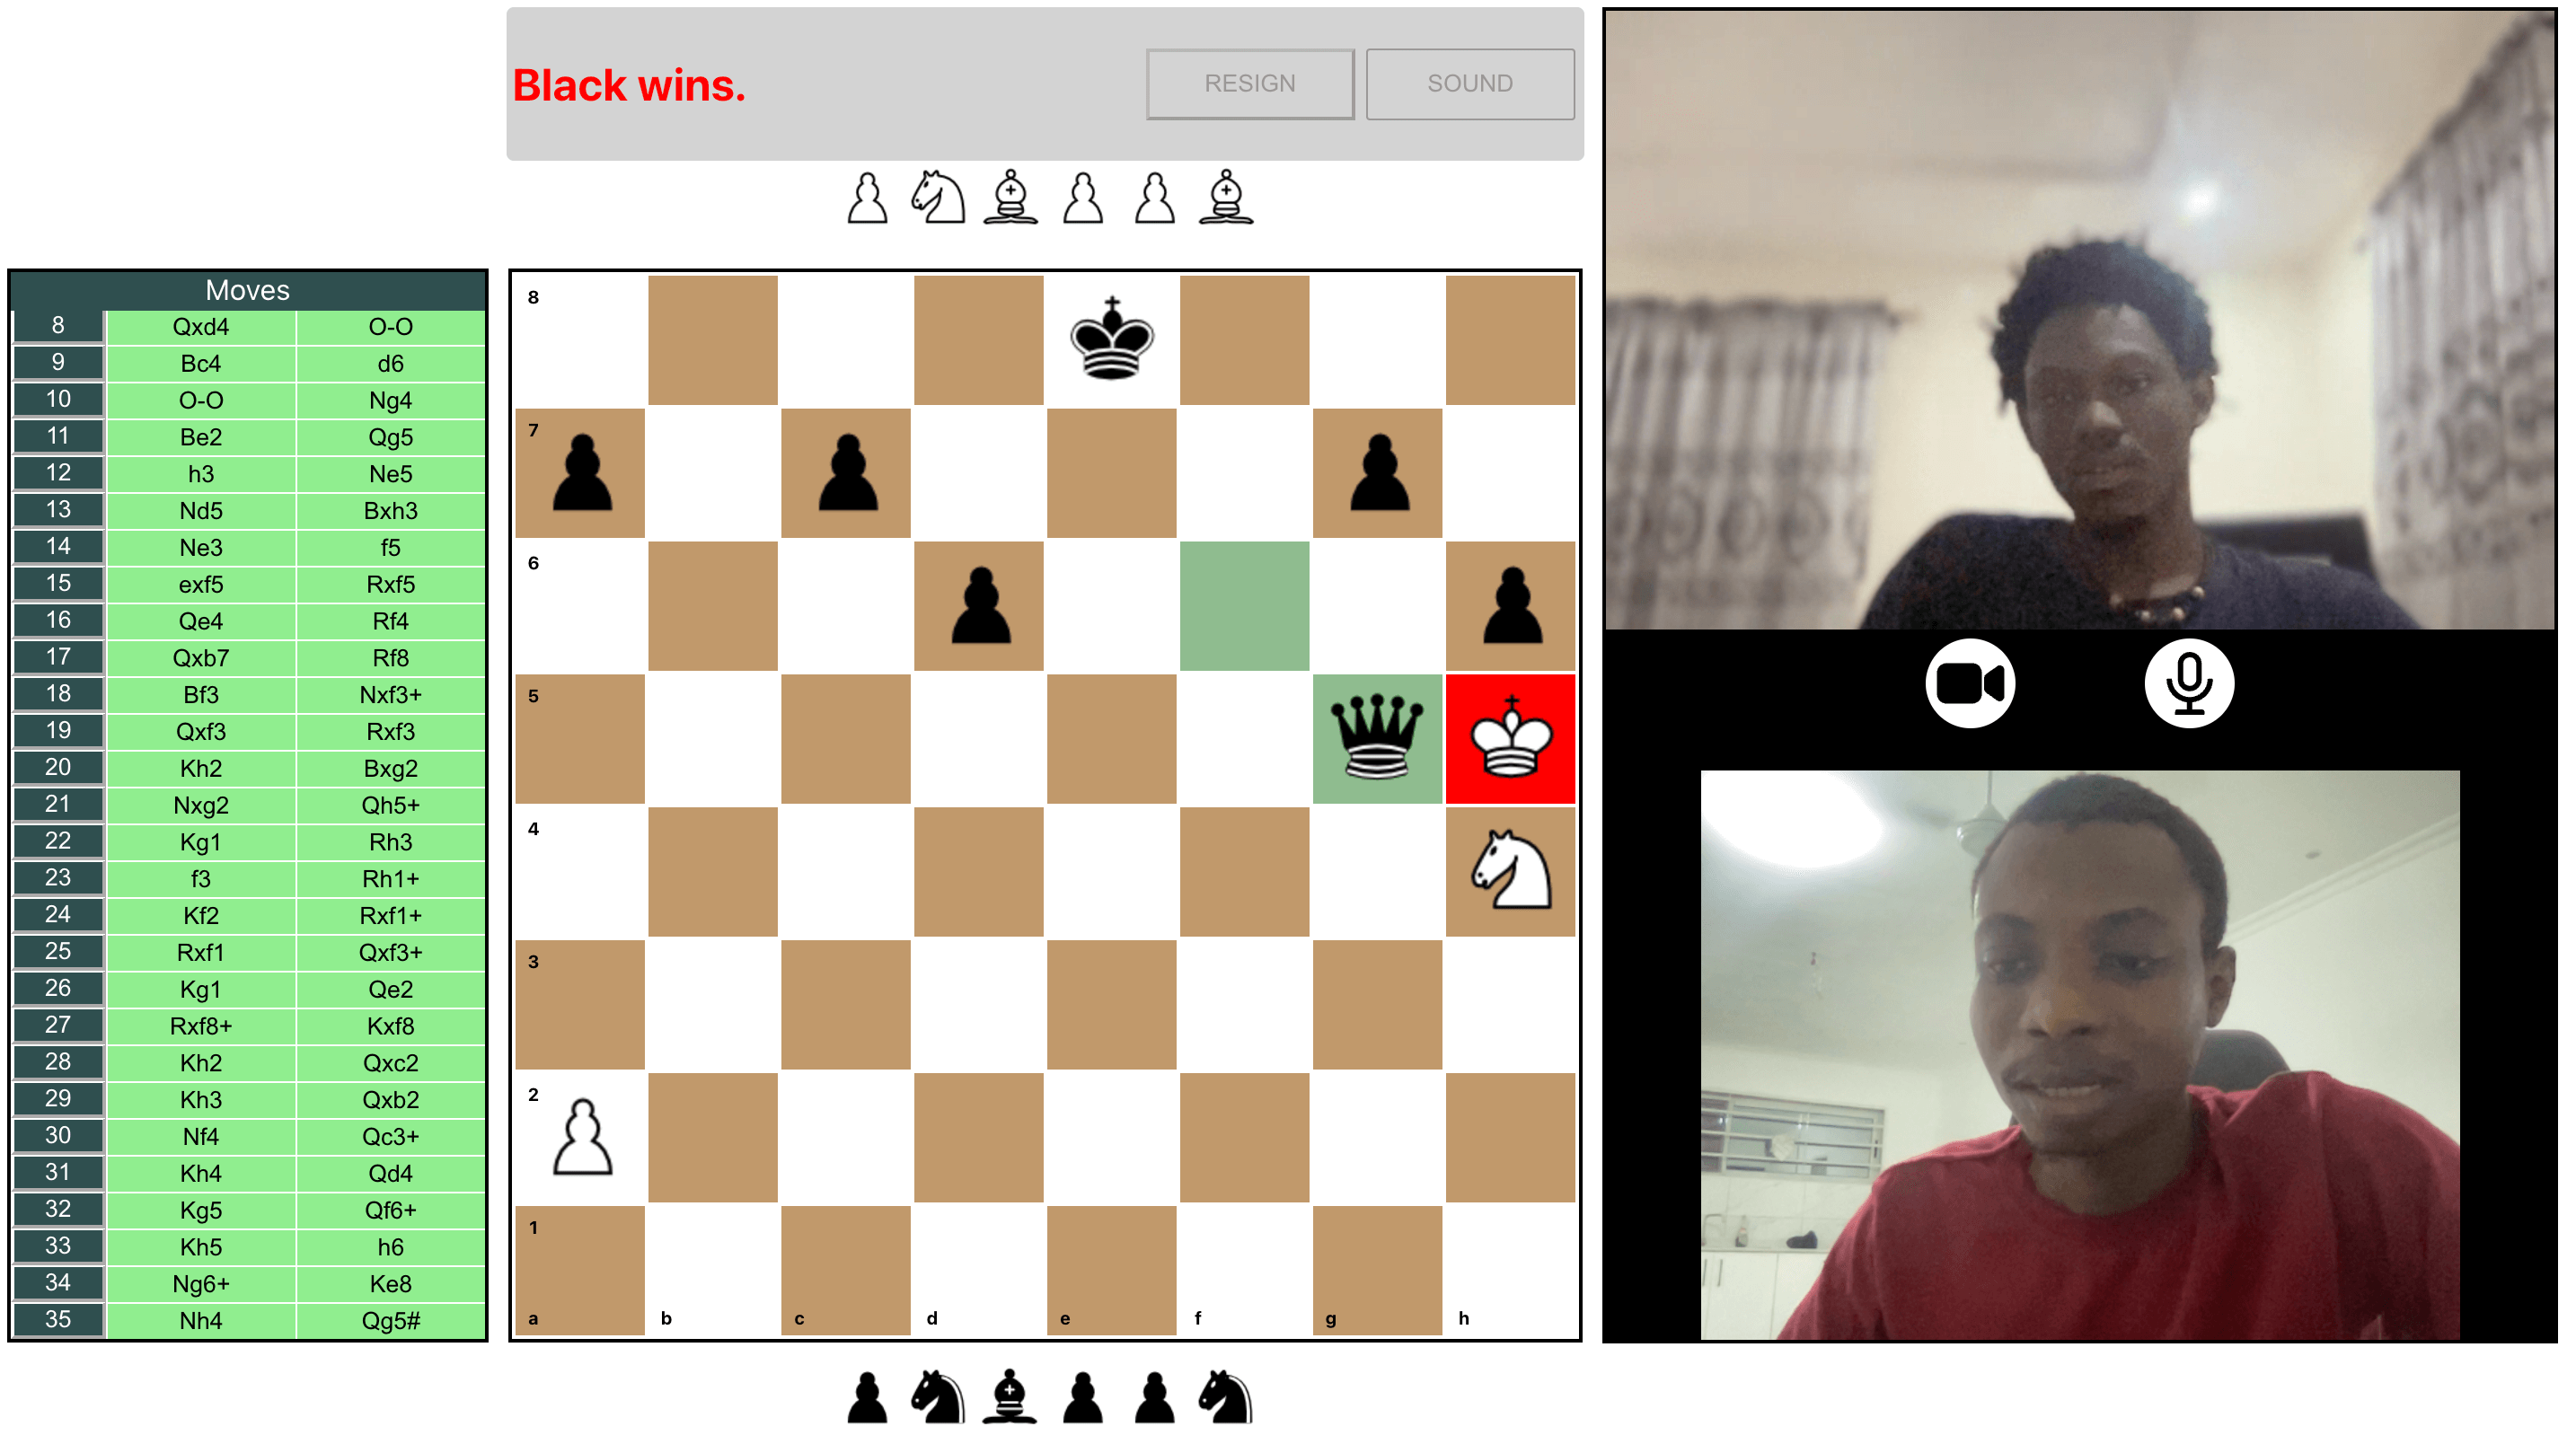 Black wins.
RESIGN
SOUND
Moves
8 Qxd4 O-O
9 Bc4 d6
10 O-O Ng4
11 Be2 Qg5
12 h3 Ne5
13 Nd5 Bxh3
14 Ne3 f5
15 exf5 Rxf5
16 Qe4 Rf4
17 Qxb7 Rf8
18 Bf3 Nxf3+
19 Qxf3 Rxf3
20 Kh2 Bxg2
21 Nxg2 Qh5+
22 Kg1 Rh3
23 f3 Rh1+
24 Kf2 Rxf1+
25 Rxf1 Qxf3+
26 Kg1 Qe2
27 Rxf8+ Kxf8
28 Kh2 Qxc2
29 Kh3 Qxb2
30 Nf4 Qc3+
31 Kh4 Qd4
32 Kg5 Qf6+
33 Kh5 h6
34 Ng6+ Ke8
35 Nh4 Qg5#
8
7
6
5
4
3
2
1
a b c d e f g h